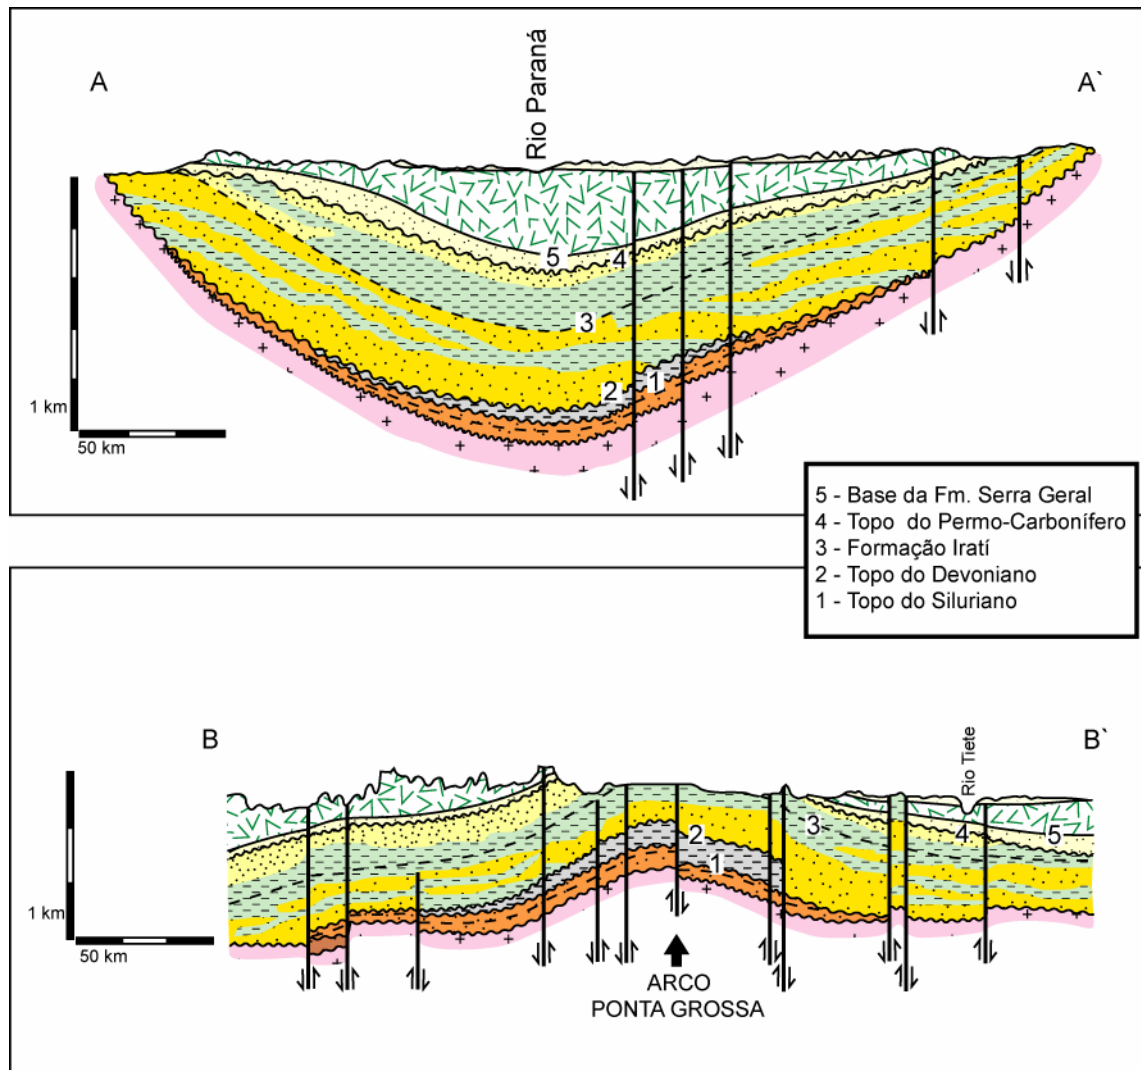 A
Rio Paraná
A`
5
4
3
2
1
1 km
50 km
5 - Base da Fm. Serra Geral
4 - Topo do Permo-Carbonífero
3 - Formação Iratí
2 - Topo do Devoniano
1 - Topo do Siluriano
B
B`
Rio Tiete
2
3
4
5
1
1 km
50 km
ARCO
PONTA GROSSA